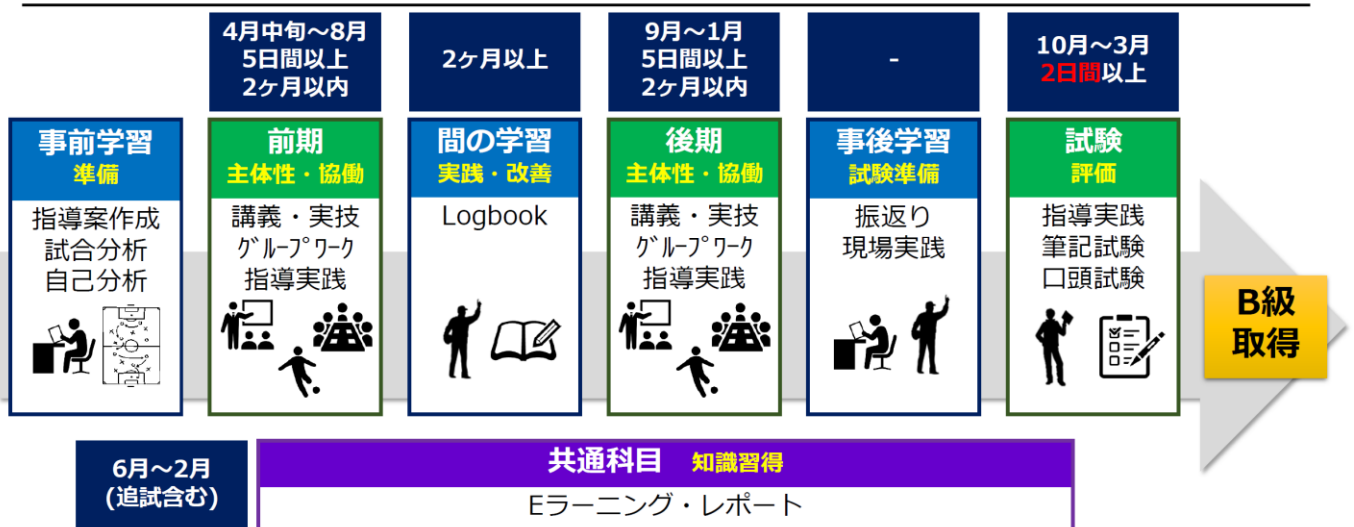 4月中旬～8月
5日間以上
2ヶ月以内
2ヶ月以上
9月～1月
5日間以上
2ヶ月以内
-
10月～3月
2日間以上
事前学習
準備
指導案作成
試合分析
自己分析
前期
主体性・協働
講義・実技
ｸﾞﾙｰﾌﾟﾜｰｸ
指導実践
間の学習
実践・改善
Logbook
後期
主体性・協働
講義・実技
ｸﾞﾙｰﾌﾟﾜｰｸ
指導実践
事後学習
試験準備
振返り
現場実践
試験
評価
指導実践
筆記試験
口頭試験
B級
取得
6月～2月
(追試含む)
共通科目 知識習得
Eラーニング・レポート